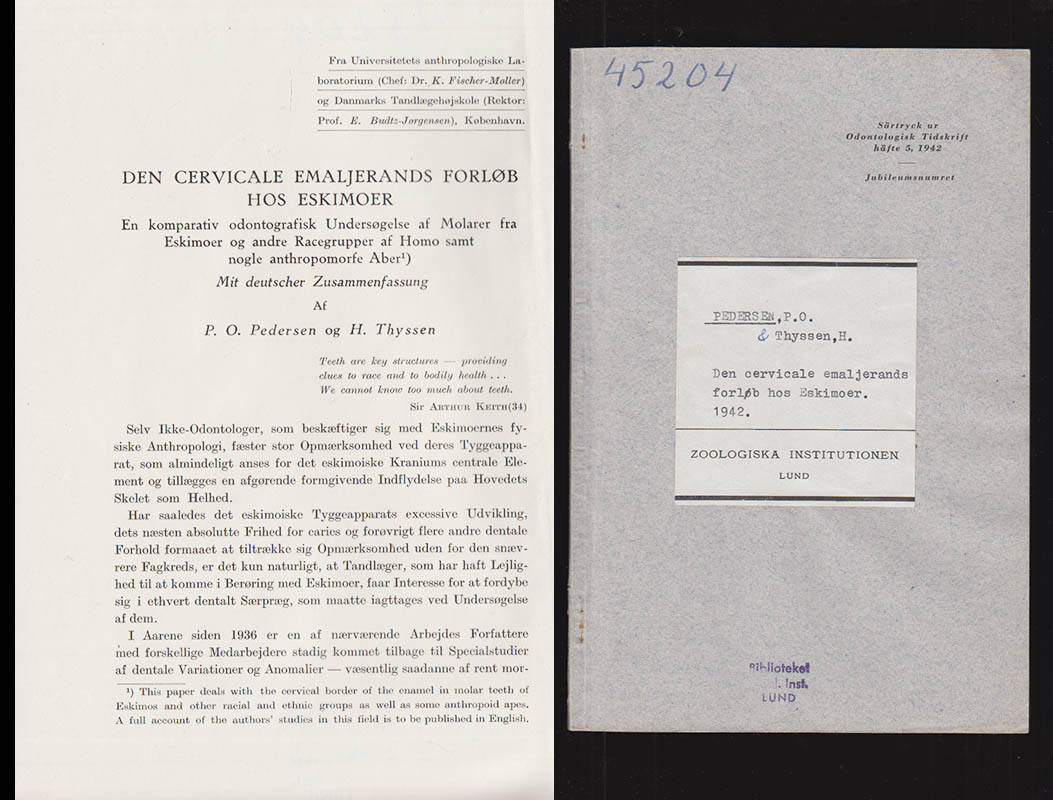 Fra Universitetets anthropologiske La-
boratorium (Chef: Dr. K. Fischer-Møller)
og Danmarks Tandlægehøjskole (Rektor:
Prof. E. Budtz-Jørgensen), København.
DEN CERVICALE EMALJERANDS FORLØB
HOS ESKIMOER
En komparativ odontografisk Undersøgelse af Molarer fra
Eskimoer og andre Racegrupper af Homo samt
nogle anthropomorfe Aber¹)
Mit deutscher Zusammenfassung
Af
P. O. Pedersen og H. Thyssen
Teeth are key structures — providing
clues to race and to bodily health . . .
We cannot know too much about teeth.
Sir ARTHUR KEITH(34)
Selv Ikke-Odontologer, som beskæftiger sig med Eskimoernes fy-
siske Anthropologi, fæster stor Opmærksomhed ved deres Tyggeappa-
rat, som almindeligt anses for det eskimoiske Kraniums centrale Ele-
ment og tillægges en afgørende formgivende Indflydelse paa Hovedets
Skelet som Helhed.
Har saaledes det eskimoiske Tyggeapparats excessive Udvikling,
dets næsten absolutte Frihed for caries og forøvrigt flere andre dentale
Forhold formaaet at tiltrække sig Opmærksomhed uden for den snæv-
rere Fagkreds, er det kun naturligt, at Tandlæger, som har haft Lejlig-
hed til at komme i Berøring med Eskimoer, faar Interesse for at fordybe
sig i ethvert dentalt Særpræg, som maatte iagttages ved Undersøgelse
af dem.
I Aarene siden 1936 er en af nærværende Arbejdes Forfattere
med forskellige Medarbejdere stadig kommet tilbage til Specialstudier
af dentale Variationer og Anomalier — væsentlig saadanne af rent mor-
¹) This paper deals with the cervical border of the enamel in molar teeth of
Eskimos and other racial and ethnic groups as well as some anthropoid apes.
A full account of the authors' studies in this field is to be published in English.
45204
Särtryck ur
Odontologisk Tidskrift
häfte 5, 1942
Jubileumsnumret
PEDERSEN,P.O.
& Thyssen,H.
Den cervicale emaljerands
forløb hos Eskimoer.
1942.
ZOOLOGISKA INSTITUTIONEN
LUND
Biblioteket
Inst.
LUND